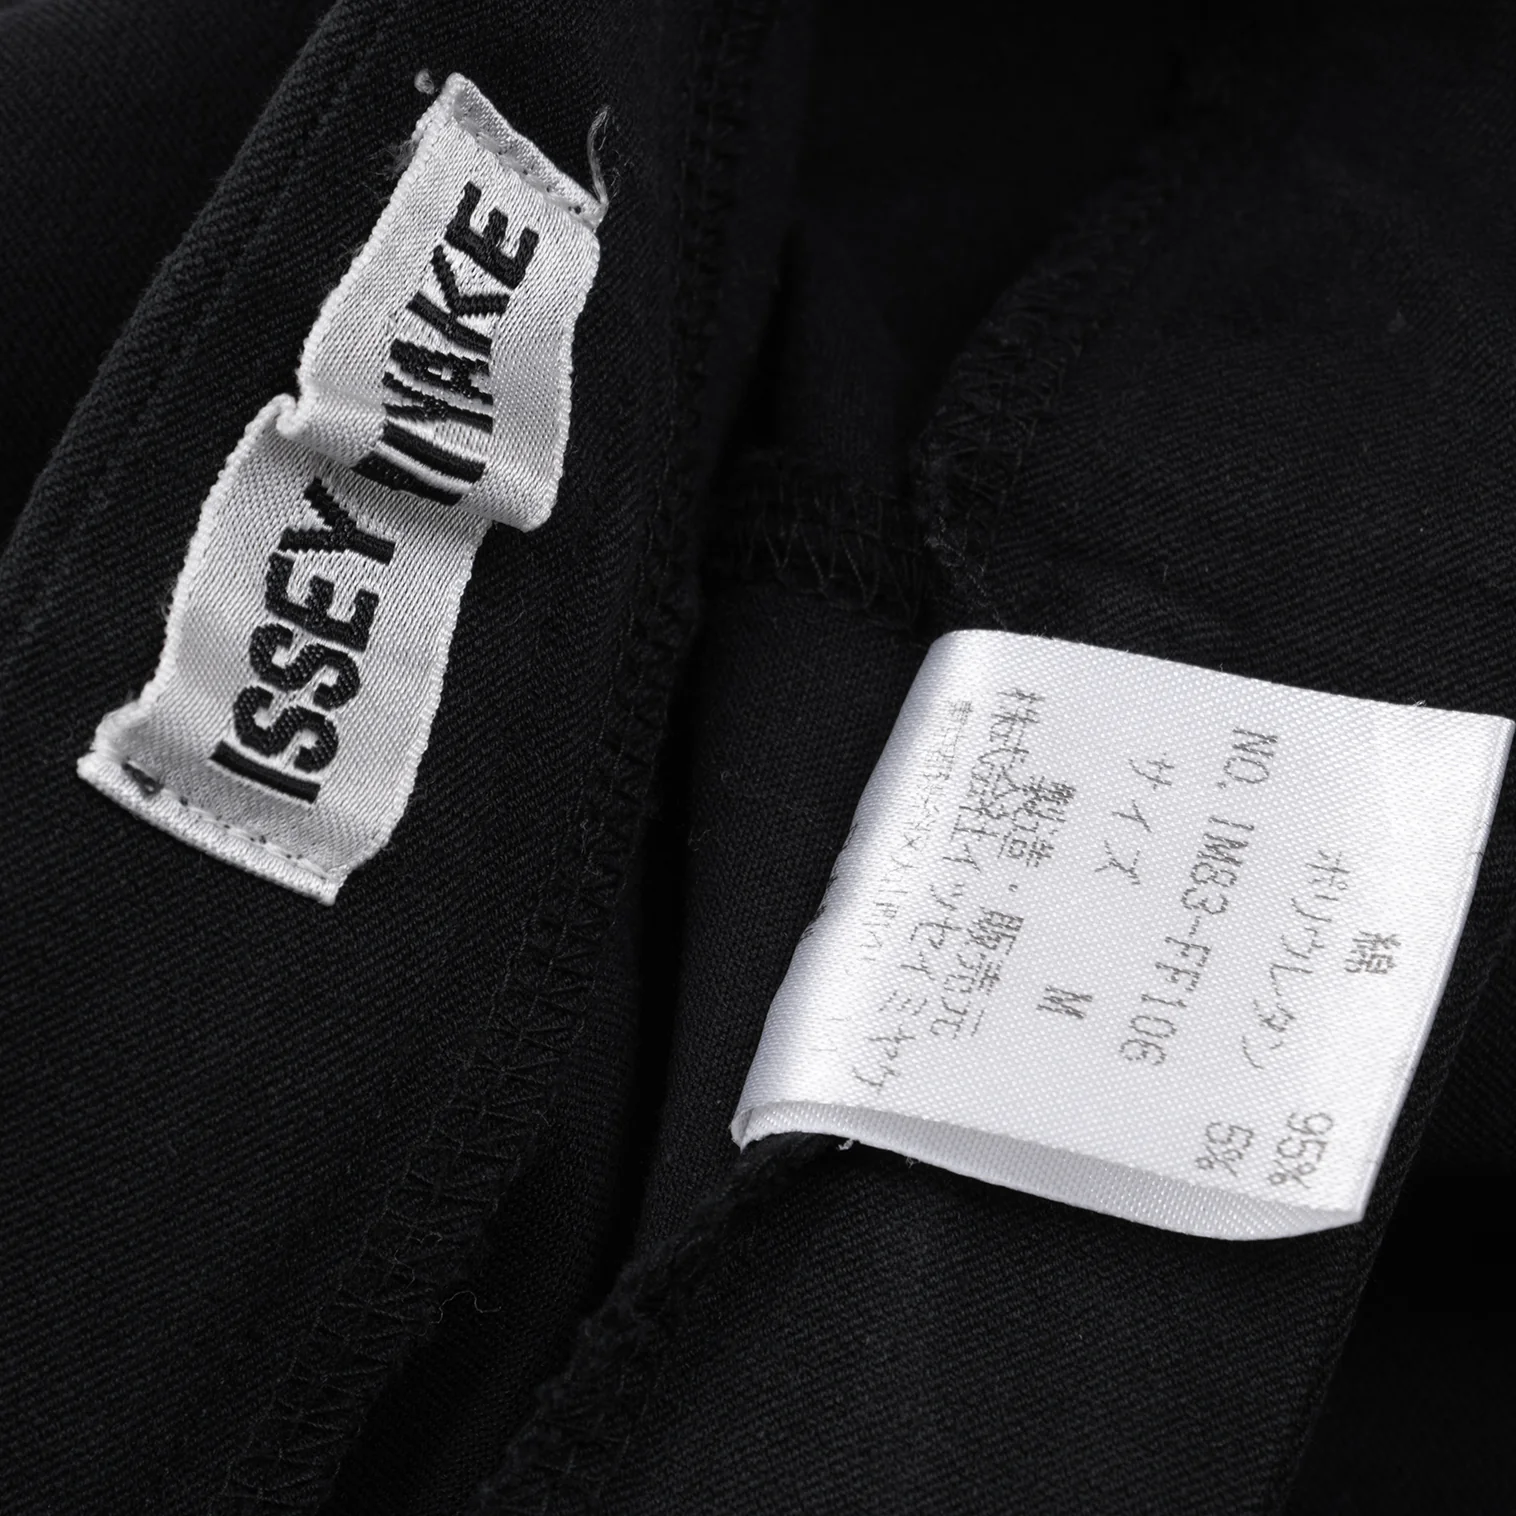 ISSEY MIYAKE
綿 95%
ポリウレタン 5%
NO. IM83-FF106
サイズ M
製造・販売元
株式会社イッセイミヤケ